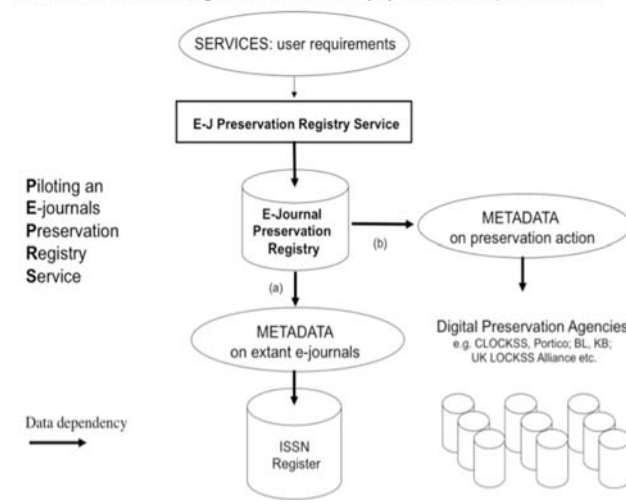 SERVICES: user requirements
E-J Preservation Registry Service
Piloting an
E-journals
Preservation
Registry
Service
E-Journal
Preservation
Registry
(b)
METADATA
on preservation action
(a)
METADATA
on extant e-journals
Digital Preservation Agencies
e.g. CLOCKSS, Portico; BL, KB;
UK LOCKSS Alliance etc.
Data dependency
ISSN
Register